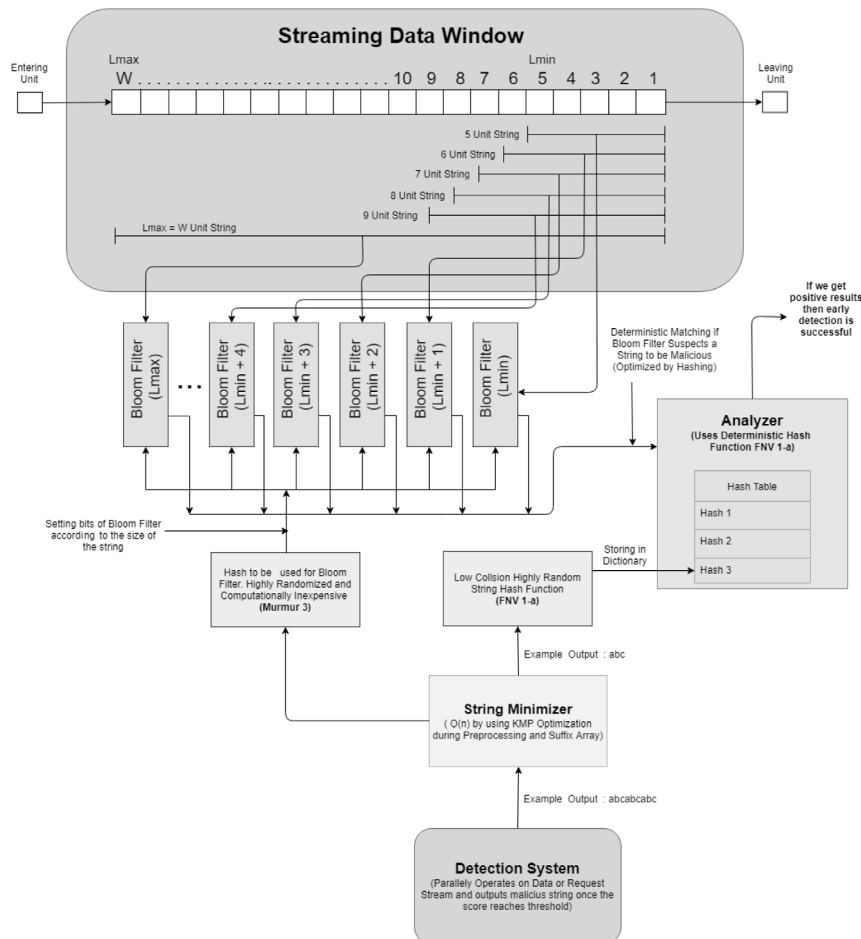 Streaming Data Window
Entering
Unit
Lmax
Lmin
Leaving
Unit
W . . . . . . . . . . . . . . . . . . . . . . . . . . . . . 10 9 8 7 6 5 4 3 2 1
5 Unit String
6 Unit String
7 Unit String
8 Unit String
9 Unit String
Lmax = W Unit String
Bloom Filter
(Lmax)
...
Bloom Filter
(Lmin + 4)
Bloom Filter
(Lmin + 3)
Bloom Filter
(Lmin + 2)
Bloom Filter
(Lmin + 1)
Bloom Filter
(Lmin)
If we get
positive results
then early
detection is
successful
Deterministic Matching if
Bloom Filter Suspects a
String to be Malicious
(Optimized by Hashing)
Analyzer
(Uses Deterministic Hash
Function FNV 1-a)
Hash Table
Hash 1
Hash 2
Hash 3
Setting bits of Bloom Filter
according to the size of
the string
Hash to be used for Bloom
Filter. Highly Randomized and
Computationally Inexpensive
(Murmur 3)
Low Collsion Highly Random
String Hash Function
(FNV 1-a)
Storing in
Dictionary
Example Output : abc
String Minimizer
( O(n) by using KMP Optimization
during Preprocessing and Suffix Array)
Example Output : abcabcabc
Detection System
(Parallely Operates on Data or Request
Stream and outputs malicius string once the
score reaches threshold)